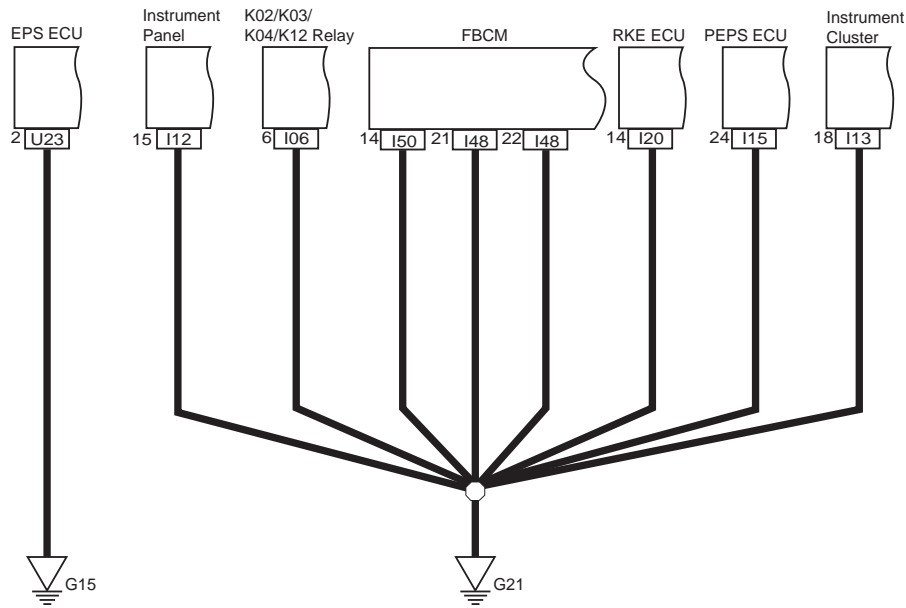 EPS ECU
Instrument
Panel
K02/K03/
K04/K12 Relay
FBCM
RKE ECU
PEPS ECU
Instrument
Cluster
2 U23
15 I12
6 I06
14 I50
21 I48
22 I48
14 I20
24 I15
18 I13
G15
G21